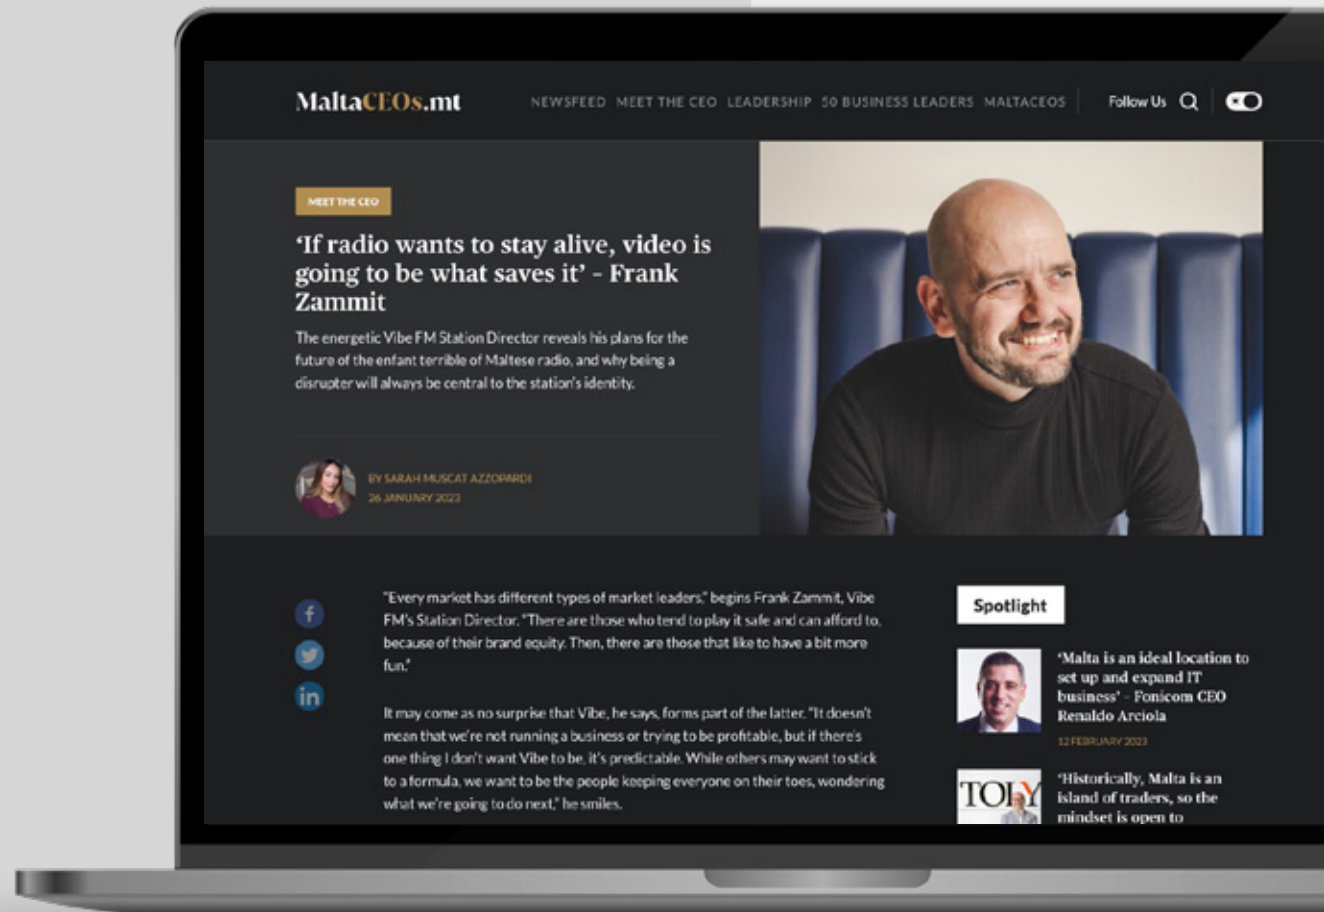 MaltaCEOs.mt
NEWSFEED MEET THE CEO LEADERSHIP 50 BUSINESS LEADERS MALTACEOS
Follow Us
MEET THE CEO
‘If radio wants to stay alive, video is
going to be what saves it’ - Frank
Zammit
The energetic Vibe FM Station Director reveals his plans for the
future of the enfant terrible of Maltese radio, and why being a
disrupter will always be central to the station's identity.
BY SARAH MUSCAT AZZOPARDI
26 JANUARY 2023
"Every market has different types of market leaders," begins Frank Zammit, Vibe
FM's Station Director. "There are those who tend to play it safe and can afford to,
because of their brand equity. Then, there are those that like to have a bit more
fun."
It may come as no surprise that Vibe, he says, forms part of the latter. "It doesn't
mean that we're not running a business or trying to be profitable, but if there's
one thing I don't want Vibe to be, it's predictable. While others may want to stick
to a formula, we want to be the people keeping everyone on their toes, wondering
what we're going to do next," he smiles.
Spotlight
‘Malta is an ideal location to
set up and expand IT
business’ - Fonicom CEO
Renaldo Arciola
12 FEBRUARY 2023
TOLY
‘Historically, Malta is an
island of traders, so the
mindset is open to